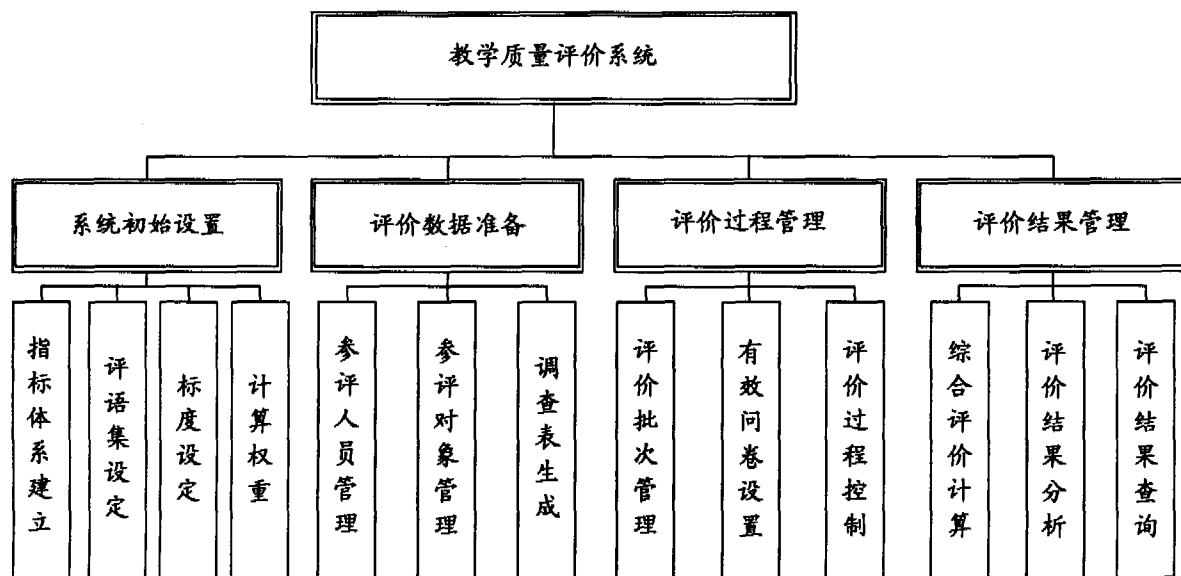 教学质量评价系统
系统初始设置
评价数据准备
评价过程管理
评价结果管理
指标体系建立
评语集设定
标度设定
计算权重
参评人员管理
参评对象管理
调查表生成
评价批次管理
有效问卷设置
评价过程控制
综合评价计算
评价结果分析
评价结果查询